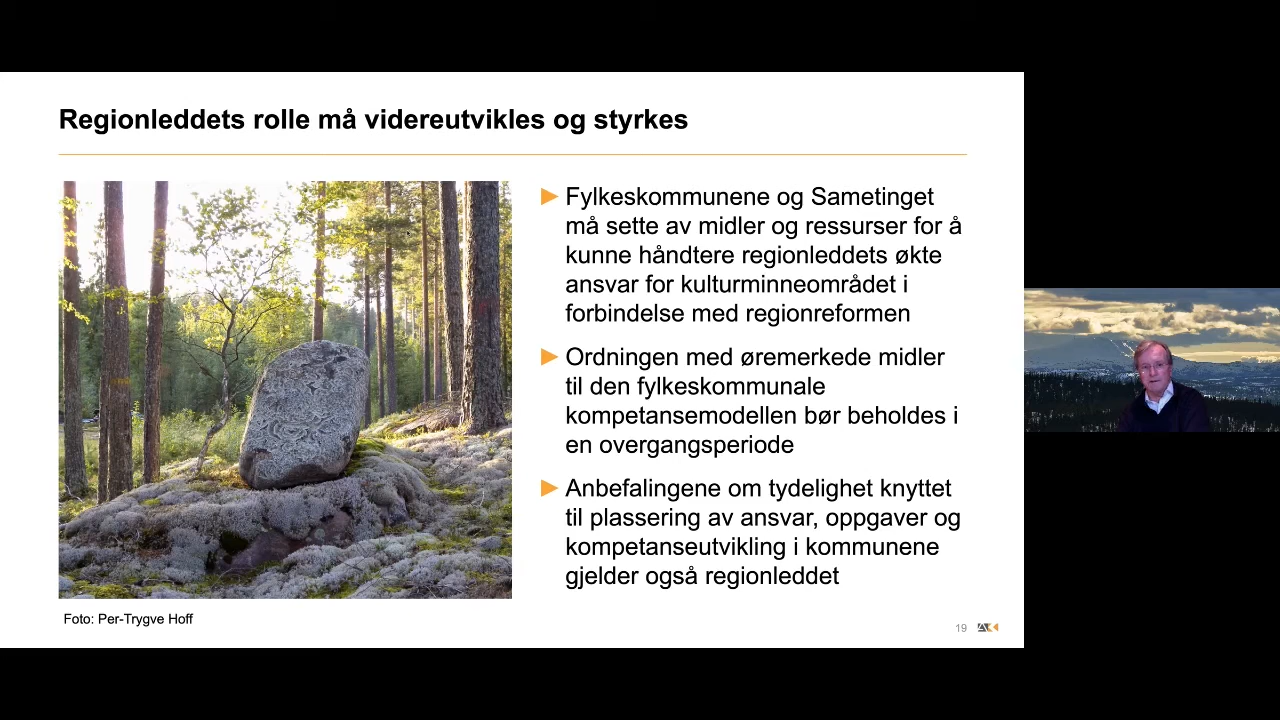 Regionleddets rolle må videreutvikles og styrkes
Fylkeskommunene og Sametinget
må sette av midler og ressurser for å
kunne håndtere regionleddets økte
ansvar for kulturminneområdet i
forbindelse med regionreformen
Ordningen med øremerkede midler
til den fylkeskommunale
kompetansemodellen bør beholdes i
en overgangsperiode
Anbefalingene om tydelighet knyttet
til plassering av ansvar, oppgaver og
kompetanseutvikling i kommunene
gjelder også regionleddet
Foto: Per-Trygve Hoff
19